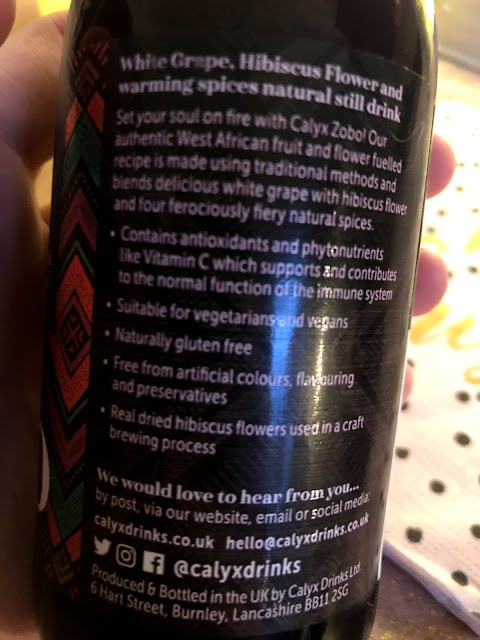 White Grape, Hibiscus Flower and
warming spices natural still drink
Set your soul on fire with Calyx Zobo! Our
authentic West African fruit and flower fuelled
recipe is made using traditional methods and
blends delicious white grape with hibiscus flower
and four ferociously fiery natural spices.
• Contains antioxidants and phytonutrients
like Vitamin C which supports and contributes
to the normal function of the immune system
• Suitable for vegetarians and vegans
• Naturally gluten free
• Free from artificial colours, flavouring
and preservatives
• Real dried hibiscus flowers used in a craft
brewing process
We would love to hear from you...
by post, via our website, email or social media:
calyxdrinks.co.uk hello@calyxdrinks.co.uk
@calyxdrinks
Produced & Bottled in the UK by Calyx Drinks Ltd.
6 Hart Street, Burnley, Lancashire BB11 2SG